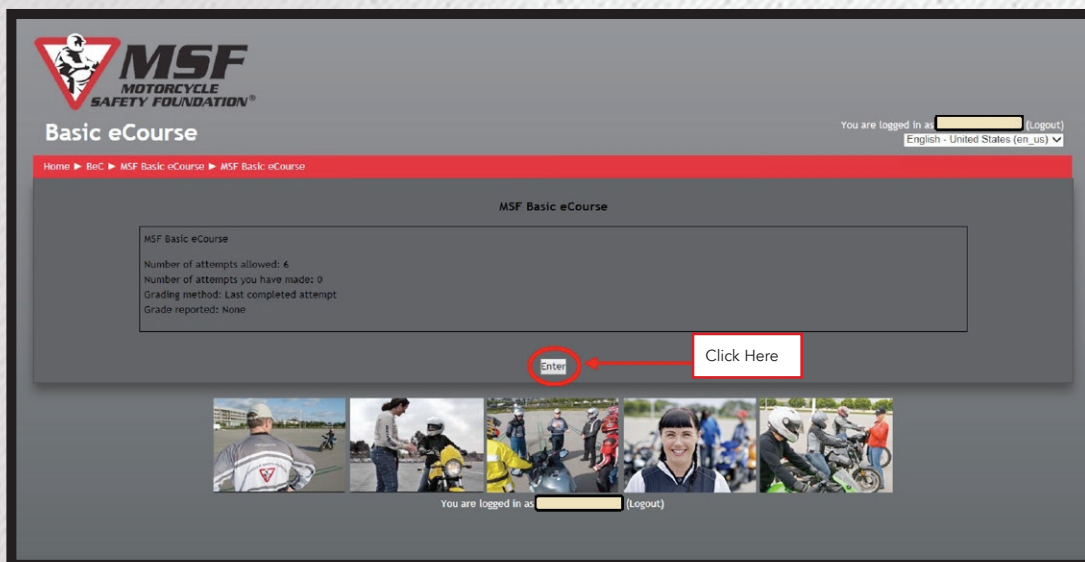 MSF
MOTORCYCLE
SAFETY FOUNDATION®
Basic eCourse
You are logged in as (Logout)
English - United States (en_us)
Home ► BeC ► MSF Basic eCourse ► MSF Basic eCourse
MSF Basic eCourse
MSF Basic eCourse
Number of attempts allowed: 6
Number of attempts you have made: 0
Grading method: Last completed attempt
Grade reported: None
Enter
Click Here
You are logged in as (Logout)